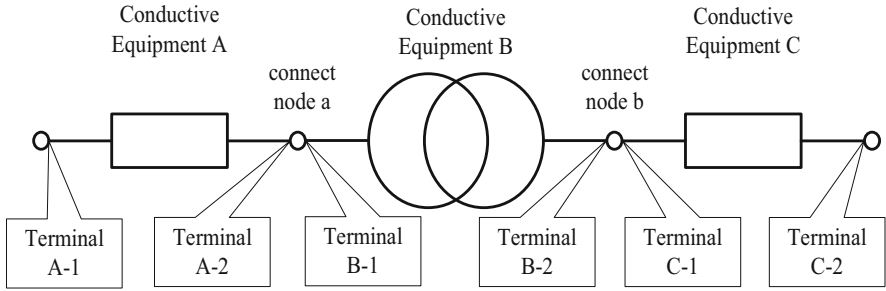 Conductive
Equipment A
Conductive
Equipment B
Conductive
Equipment C
connect
node a
connect
node b
Terminal
A-1
Terminal
A-2
Terminal
B-1
Terminal
B-2
Terminal
C-1
Terminal
C-2